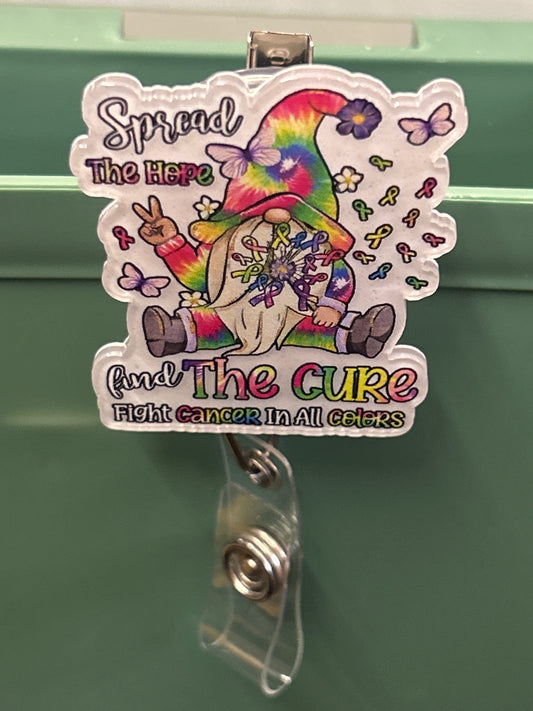 Spread
The Hope
find The Cure
Fight Cancer In All Colors